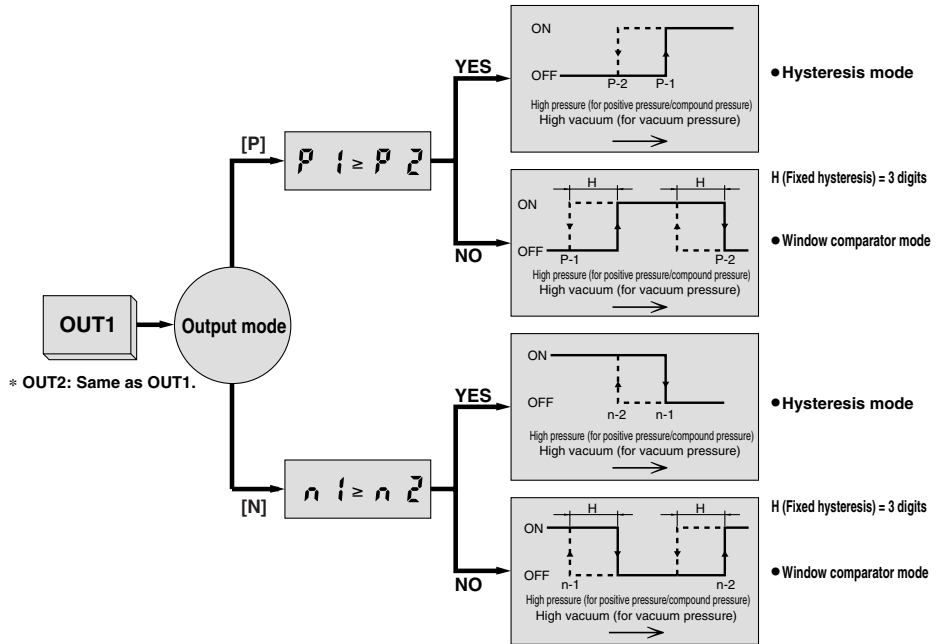 OUT1
* OUT2: Same as OUT1.
Output mode
[P]
P 1 ≥ P 2
YES
ON
OFF
P-2 P-1
High pressure (for positive pressure/compound pressure)
High vacuum (for vacuum pressure)
● Hysteresis mode
NO
H H
ON
OFF
P-1 P-2
High pressure (for positive pressure/compound pressure)
High vacuum (for vacuum pressure)
H (Fixed hysteresis) = 3 digits
● Window comparator mode
[N]
n 1 ≥ n 2
YES
ON
OFF
n-2 n-1
High pressure (for positive pressure/compound pressure)
High vacuum (for vacuum pressure)
● Hysteresis mode
NO
H H
ON
OFF
n-1 n-2
High pressure (for positive pressure/compound pressure)
High vacuum (for vacuum pressure)
H (Fixed hysteresis) = 3 digits
● Window comparator mode